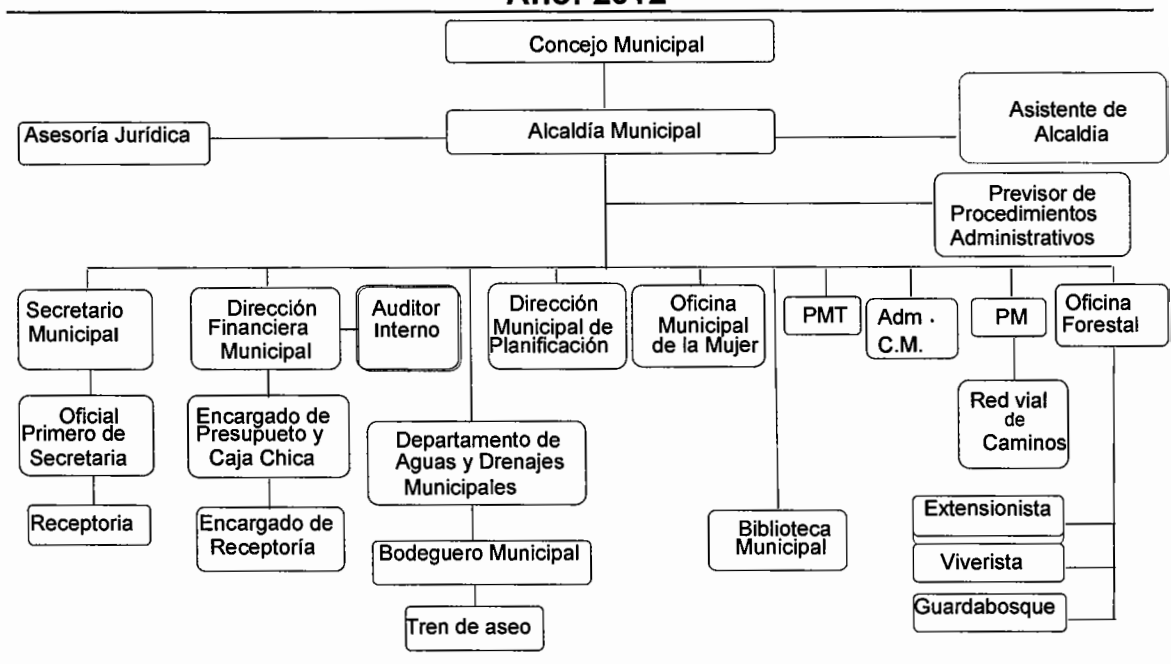 Concejo Municipal
Asesoría Jurídica
Alcaldía Municipal
Asistente de
Alcaldia
Previsor de
Procedimientos
Administrativos
Secretario
Municipal
Dirección
Financiera
Municipal
Auditor
Interno
Dirección
Municipal de
Planificación
Oficina
Municipal
de la Mujer
PMT
Adm .
C.M.
PM
Oficina
Forestal
Oficial
Primero de
Secretaria
Encargado de
Presupueto y
Caja Chica
Departamento de
Aguas y Drenajes
Municipales
Red vial
de
Caminos
Receptoria
Encargado de
Receptoría
Bodeguero Municipal
Tren de aseo
Biblioteca
Municipal
Extensionista
Viverista
Guardabosque